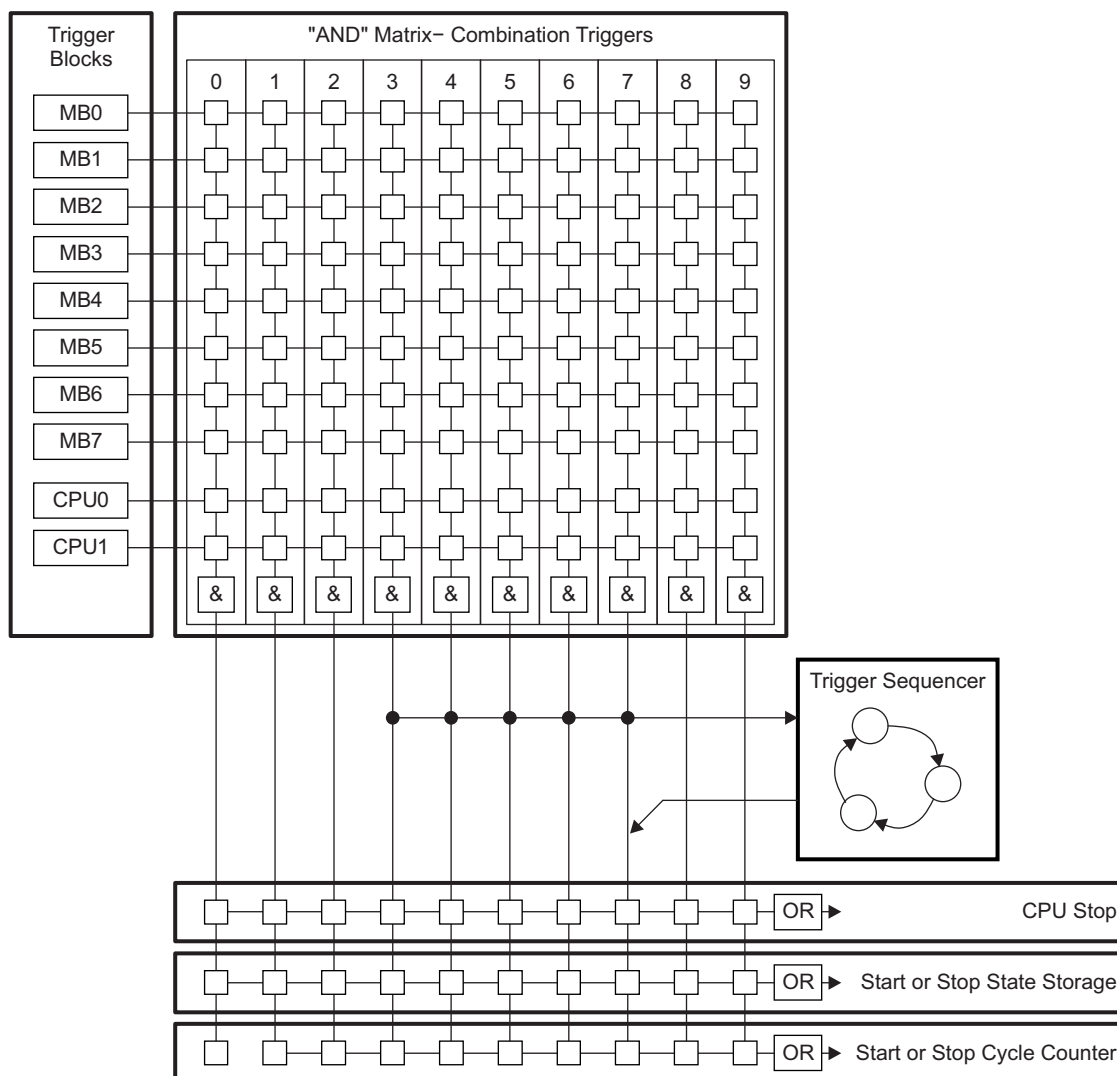 Trigger
Blocks
"AND" Matrix− Combination Triggers
0 1 2 3 4 5 6 7 8 9
MB0
MB1
MB2
MB3
MB4
MB5
MB6
MB7
CPU0
CPU1
& & & & & & & & & &
Trigger Sequencer
OR CPU Stop
OR Start or Stop State Storage
OR Start or Stop Cycle Counter